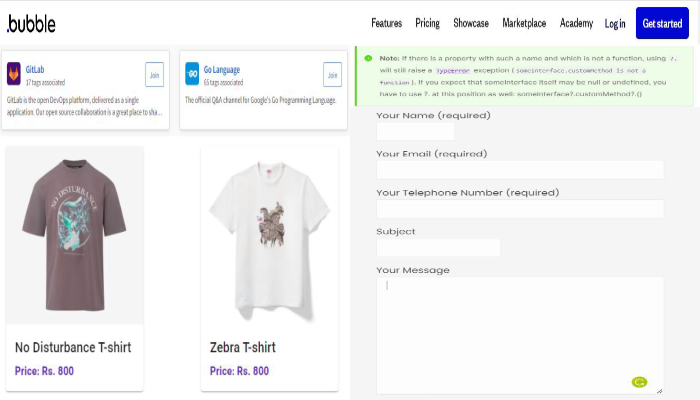 .bubble
Features Pricing Showcase Marketplace Academy Log in Get started
GitLab
17 tags associated
Join
GitLab is the open DevOps platform, delivered as a single
application. Our open source collaboration is a great place to sha...
Go Language
65 tags associated
Join
The official Q&A channel for Google's Go Programming Language.
NO DISTURBANCE
No Disturbance T-shirt
Price: Rs. 800
Zebra T-shirt
Price: Rs. 800
Note: If there is a property with such a name and which is not a function, using ?.
will still raise a TypeError exception (someInterface.customMethod is not a
function). If you expect that someInterface itself may be null or undefined, you
have to use ?. at this position as well: someInterface?.customMethod?.()
Your Name (required)
Your Email (required)
Your Telephone Number (required)
Subject
Your Message